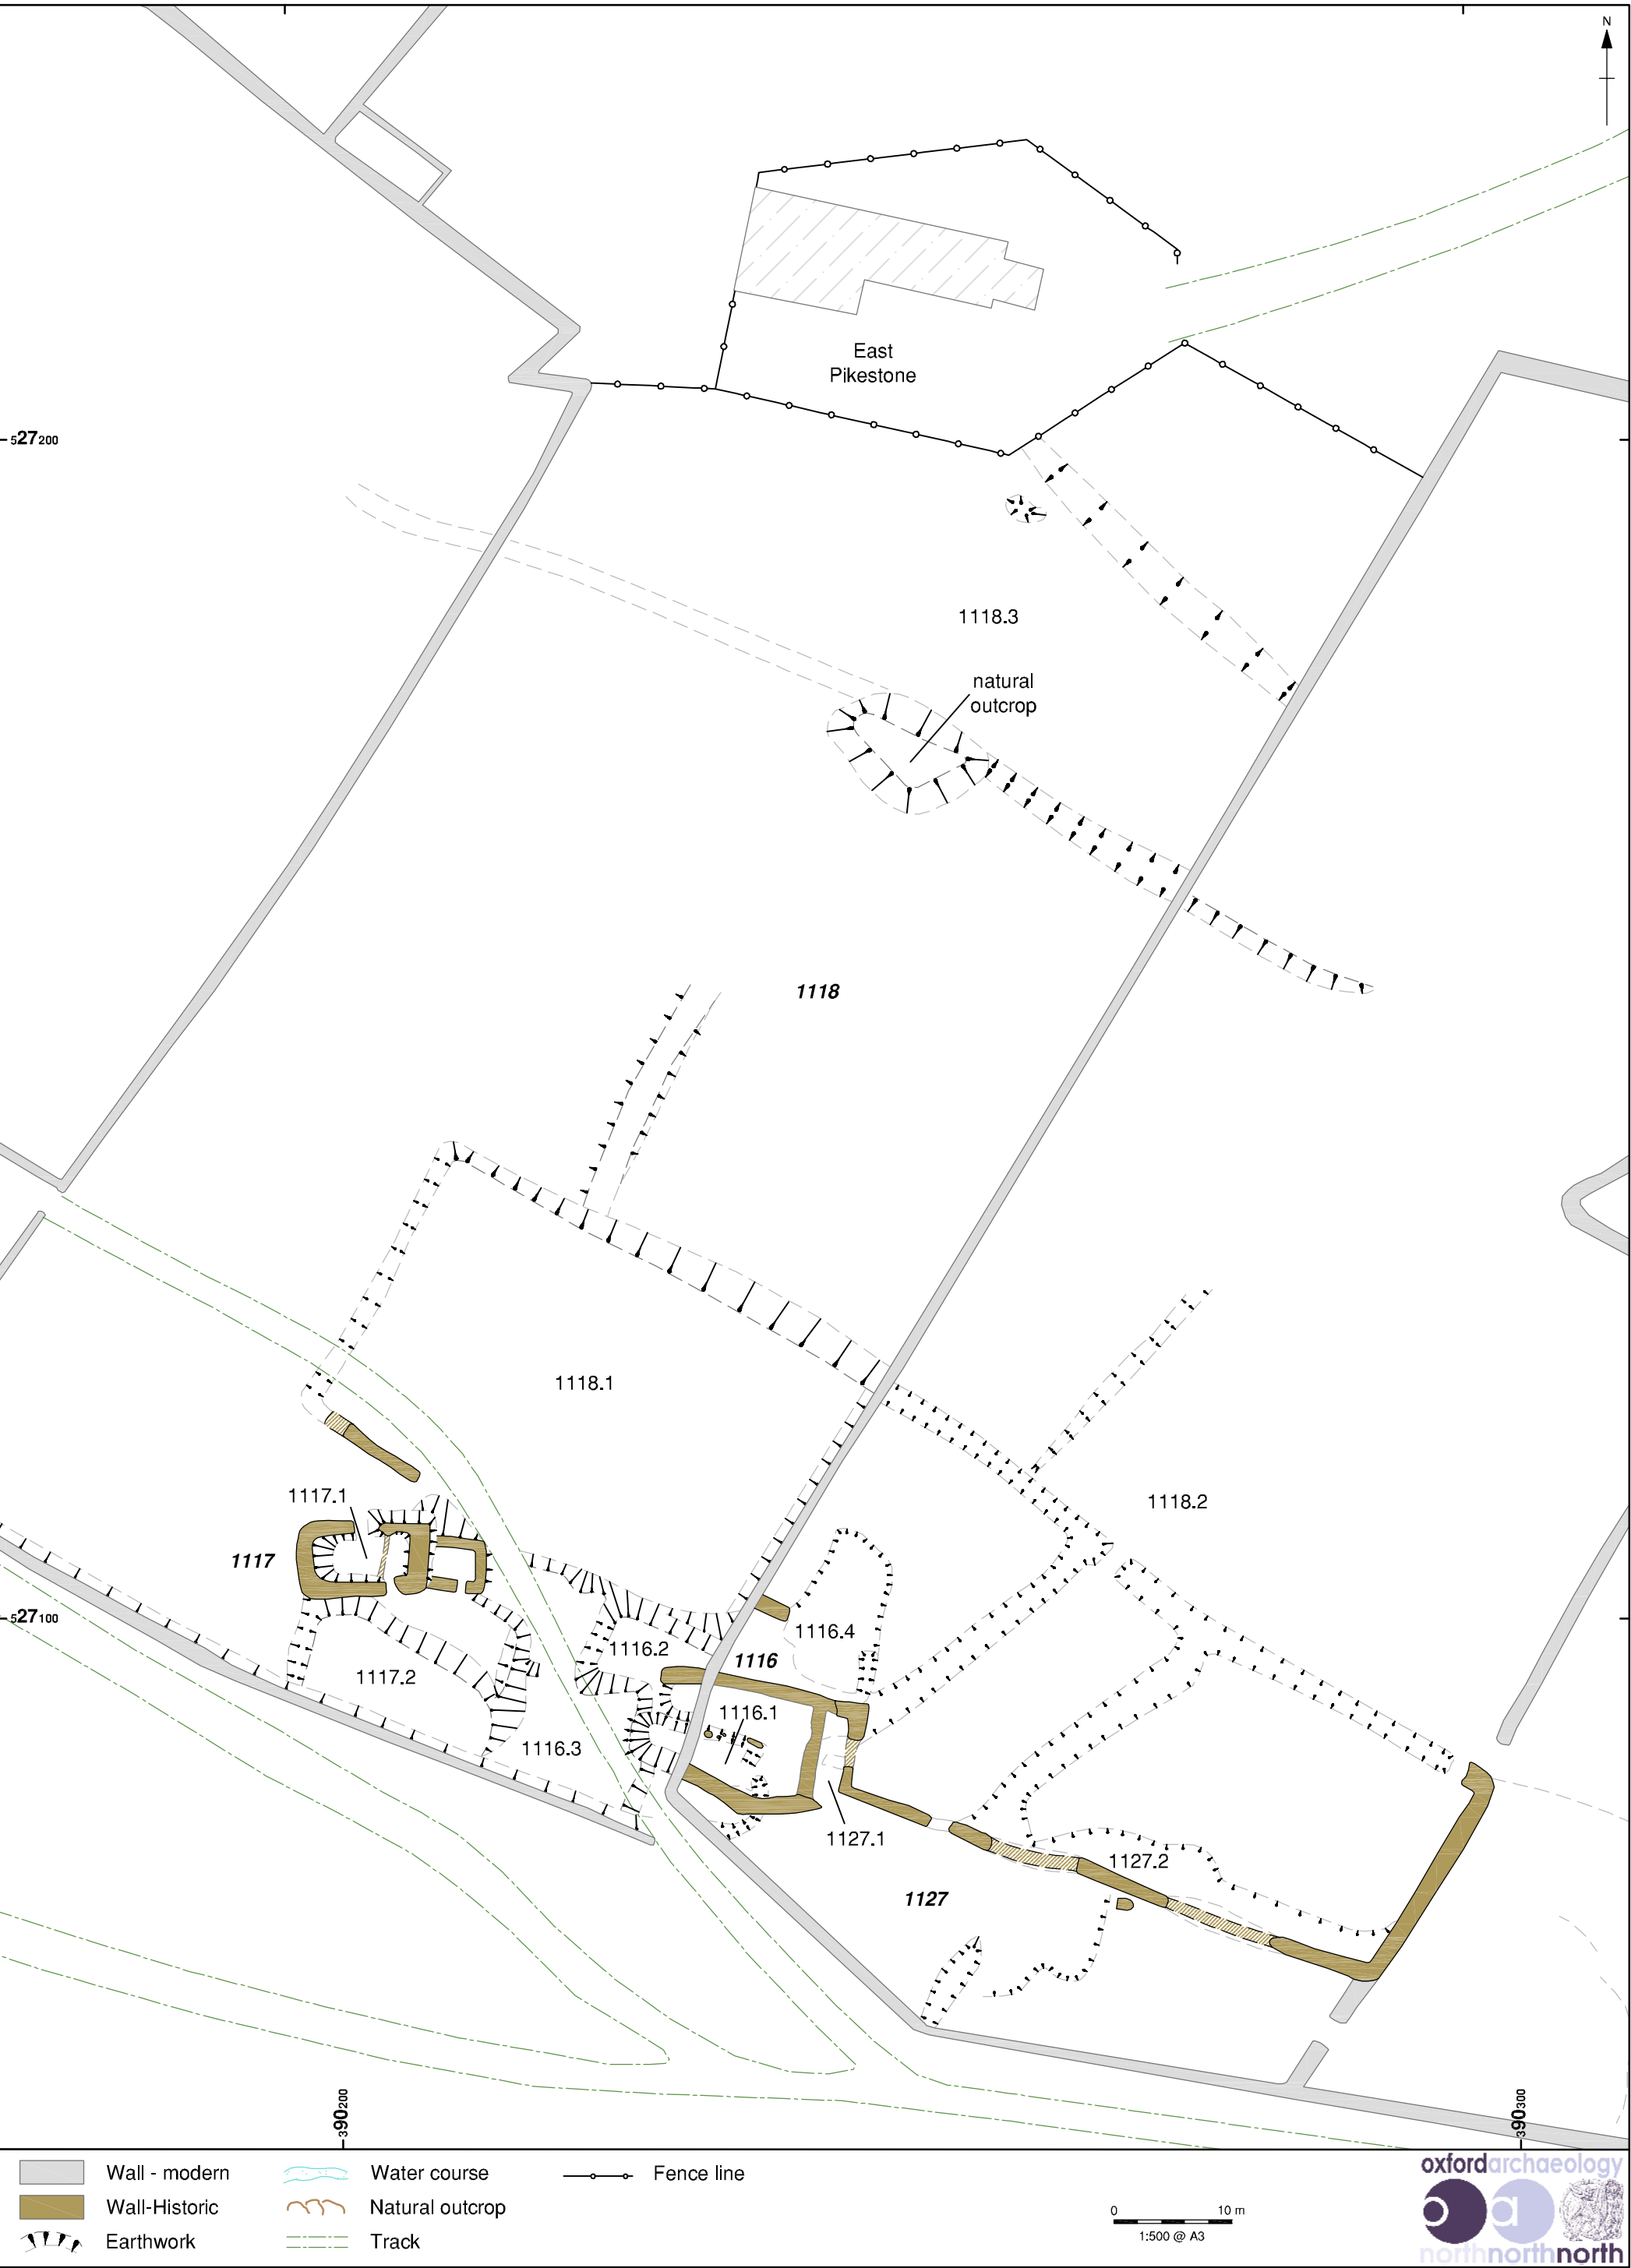 N
East
Pikestone
527200
1118.3
natural
outcrop
1118
1118.1
1117.1
1118.2
1117
527100
1116.4
1116.2
1116
1117.2
1116.1
1116.3
1127.1
1127.2
1127
390200
390300
Wall - modern
Water course
Fence line
Wall-Historic
Natural outcrop
Earthwork
Track
0 10 m
1:500 @ A3
oxfordarchaeology
oa
northnorthnorth